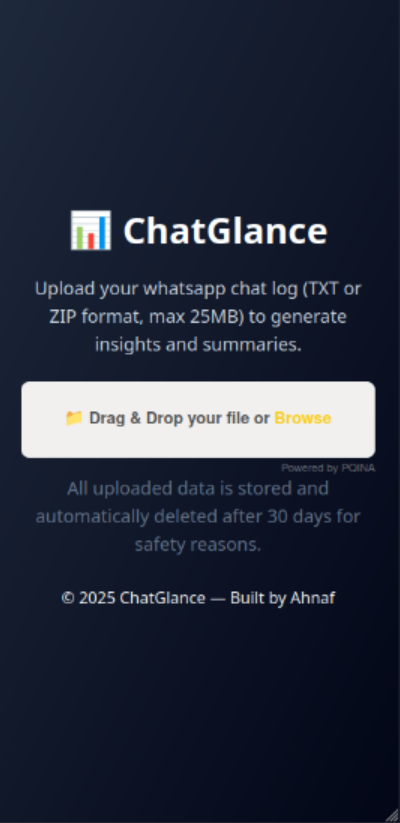 📊 ChatGlance
Upload your whatsapp chat log (TXT or
ZIP format, max 25MB) to generate
insights and summaries.
📁 Drag & Drop your file or Browse
Powered by PQINA
All uploaded data is stored and
automatically deleted after 30 days for
safety reasons.
© 2025 ChatGlance — Built by Ahnaf